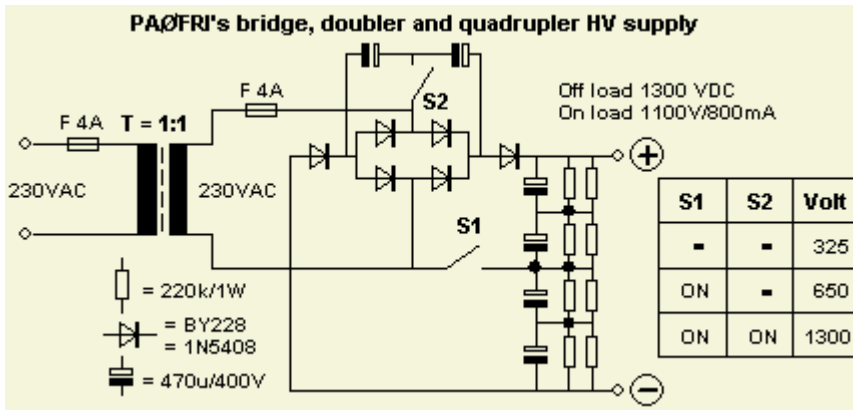 PAØFRI's bridge, doubler and quadrupler HV supply
F 4A
T = 1:1
F 4A
S2
Off load 1300 VDC
On load 1100V/800mA
230VAC
230VAC
S1
+
-
= 220k/1W
= BY228
= 1N5408
= 470u/400V
S1 S2 Volt
- - 325
ON - 650
ON ON 1300